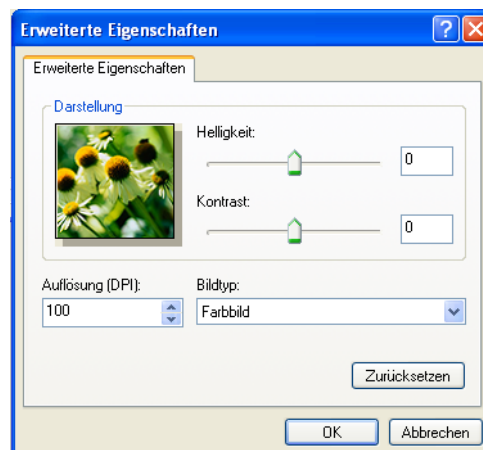 Erweiterte Eigenschaften
Erweiterte Eigenschaften
Darstellung
Helligkeit:
0
Kontrast:
0
Auflösung (DPI): Bildtyp:
100 Farbbild
Zurücksetzen
OK Abbrechen